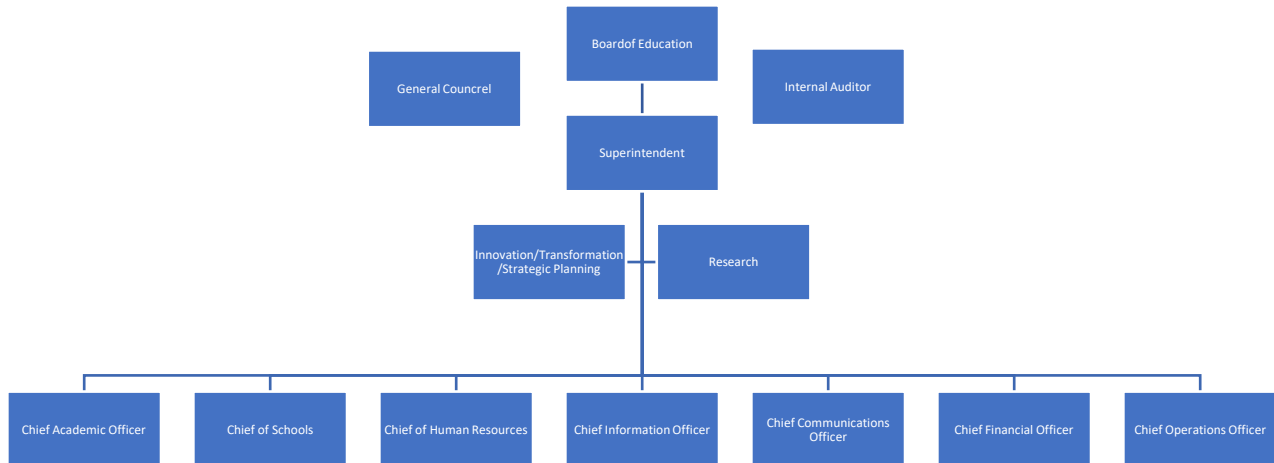 Boardof Education
General Councrel
Internal Auditor
Superintendent
Innovation/Transformation
/Strategic Planning
Research
Chief Academic Officer
Chief of Schools
Chief of Human Resources
Chief Information Officer
Chief Communications
Officer
Chief Financial Officer
Chief Operations Officer